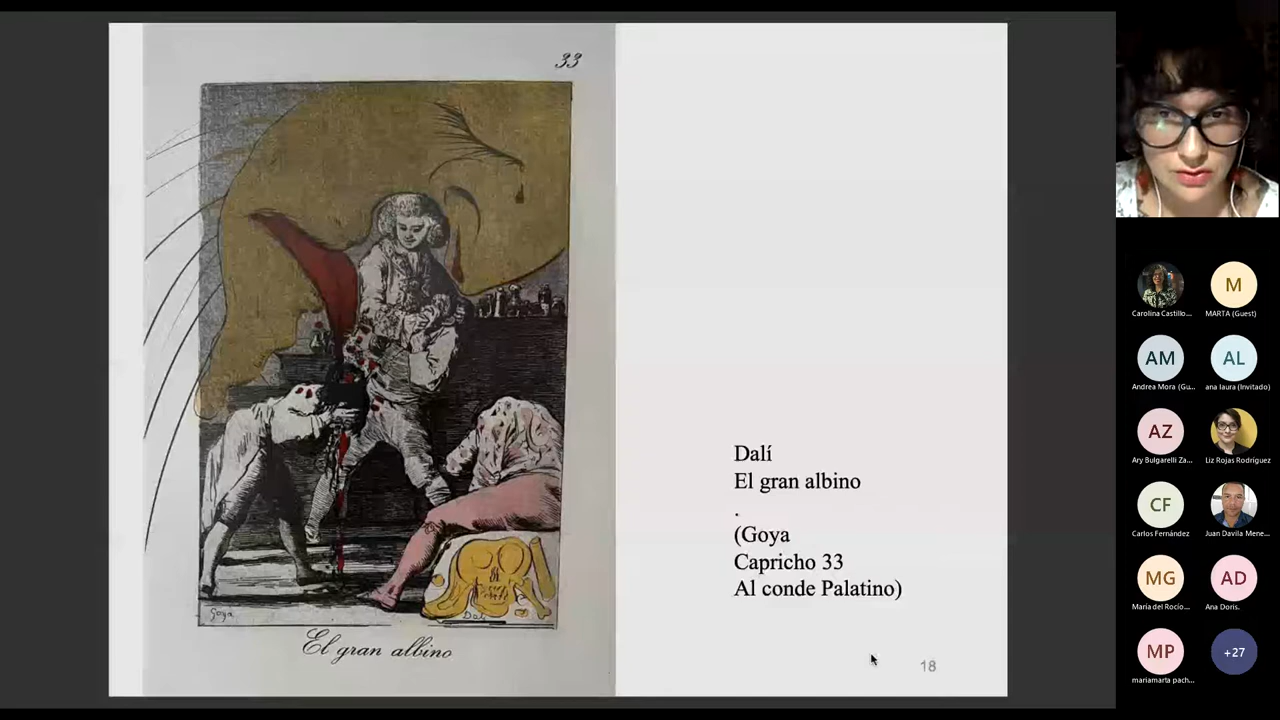 33
Goya
Dalí
El gran albino
Dalí
El gran albino
.
(Goya
Capricho 33
Al conde Palatino)
18
Carolina Castillo...
MARTA (Guest)
M
AM
AL
Andrea Mora (Gu...
ana laura (Invitado)
AZ
Ary Bulgarelli Za...
Liz Rojas Rodríguez
CF
Carlos Fernández
Juan Davila Mene...
MG
AD
Maria del Rocío...
Ana Doris.
MP
+27
mariamarta pach...